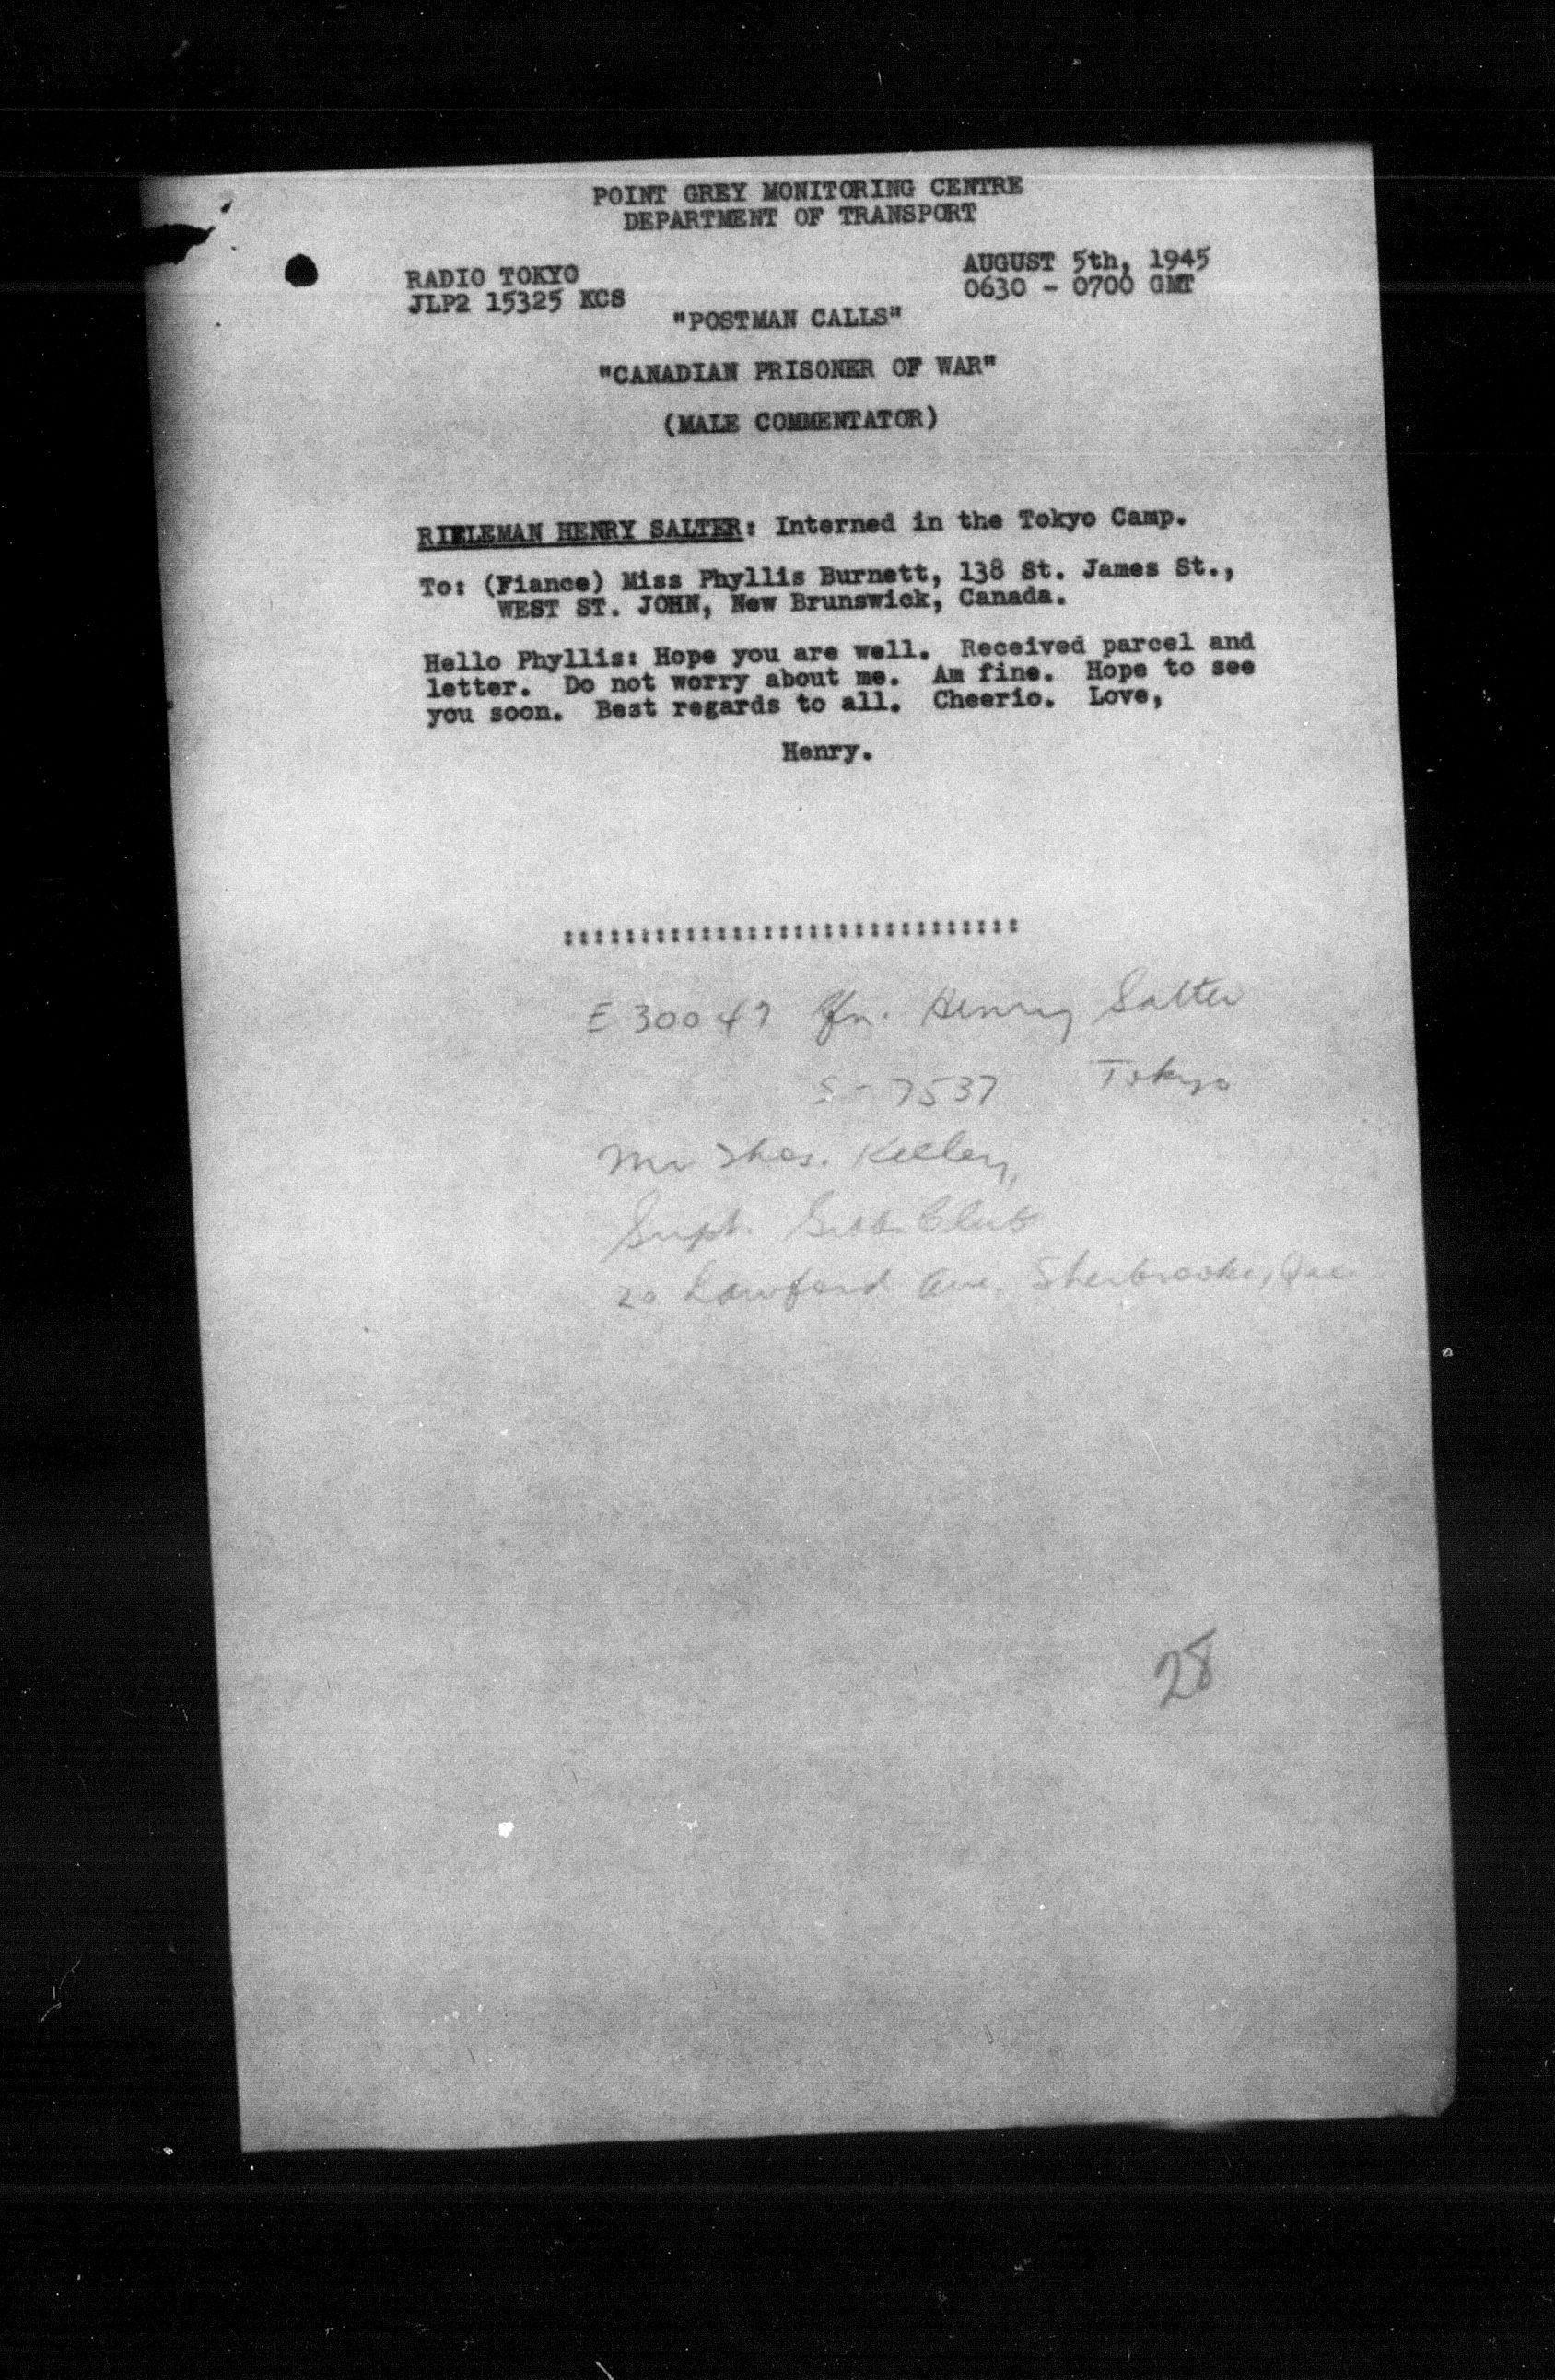 POINT GREY MONITORING CENTRE
DEPARTMENT OF TRANSPORT
RADIO TOKYO
JLP2 15325 KCS
AUGUST 5th, 1945
0630 - 0700 GMT
"POSTMAN CALLS"
"CANADIAN PRISONER OF WAR"
(MALE COMMENTATOR)
RIFLEMAN HENRY SALTER: Interned in the Tokyo Camp.
To: (Fiance) Miss Phyllis Burnett, 138 St. James St.,
WEST ST. JOHN, New Brunswick, Canada.
Hello Phyllis: Hope you are well. Received parcel and
letter. Do not worry about me. Am fine. Hope to see
you soon. Best regards to all. Cheerio. Love,
Henry.
::::::::::::::::::::::::::::::
E 30047 Rfn. Henry Salter
S-7537 Tokyo
Mr Thos. Kelley,
Supt. Club
20 Lawford Ave. Sherbrooke, Que
28